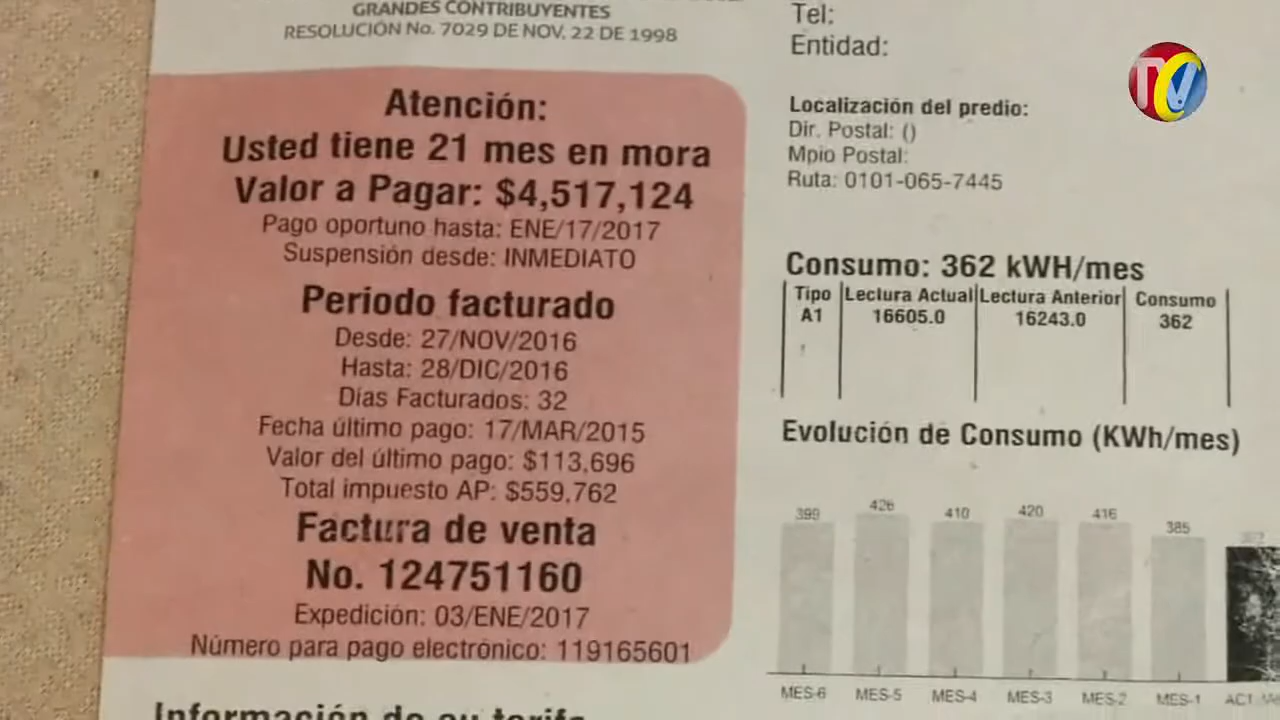 GRANDES CONTRIBUYENTES
RESOLUCIÓN No. 7029 DE NOV. 22 DE 1998
Atención:
Usted tiene 21 mes en mora
Valor a Pagar: $4,517,124
Pago oportuno hasta: ENE/17/2017
Suspensión desde: INMEDIATO
Periodo facturado
Desde: 27/NOV/2016
Hasta: 28/DIC/2016
Días Facturados: 32
Fecha último pago: 17/MAR/2015
Valor del último pago: $113,696
Total impuesto AP: $559,762
Factura de venta
No. 124751160
Expedición: 03/ENE/2017
Número para pago electrónico: 119165601
Información de su tarifa
Tel:
Entidad:
Localización del predio:
Dir. Postal: ()
Mpio Postal:
Ruta: 0101-065-7445
Consumo: 362 kWH/mes
Tipo Lectura Actual Lectura Anterior Consumo
A1 16605.0 16243.0 362
Evolución de Consumo (KWh/mes)
399 426 410 420 416 385
MES-6 MES-5 MES-4 MES-3 MES-2 MES-1 ACT